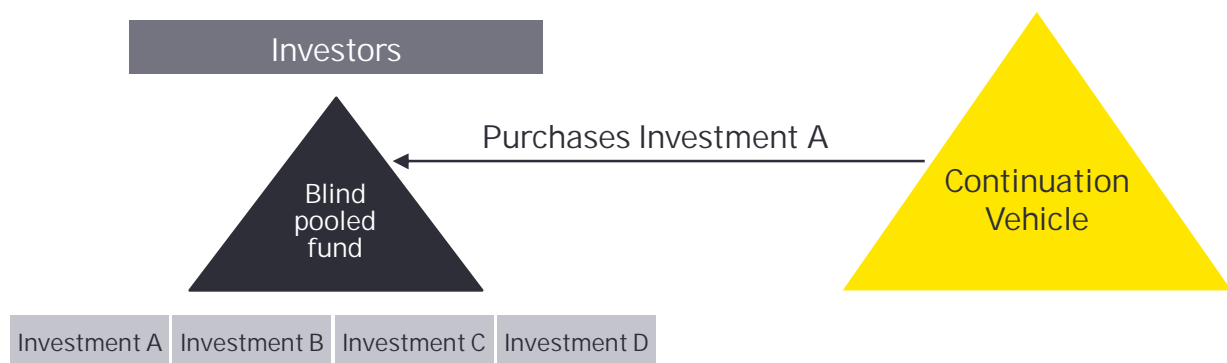 Investors
Purchases Investment A
Blind
pooled
fund
Continuation
Vehicle
Investment A
Investment B
Investment C
Investment D